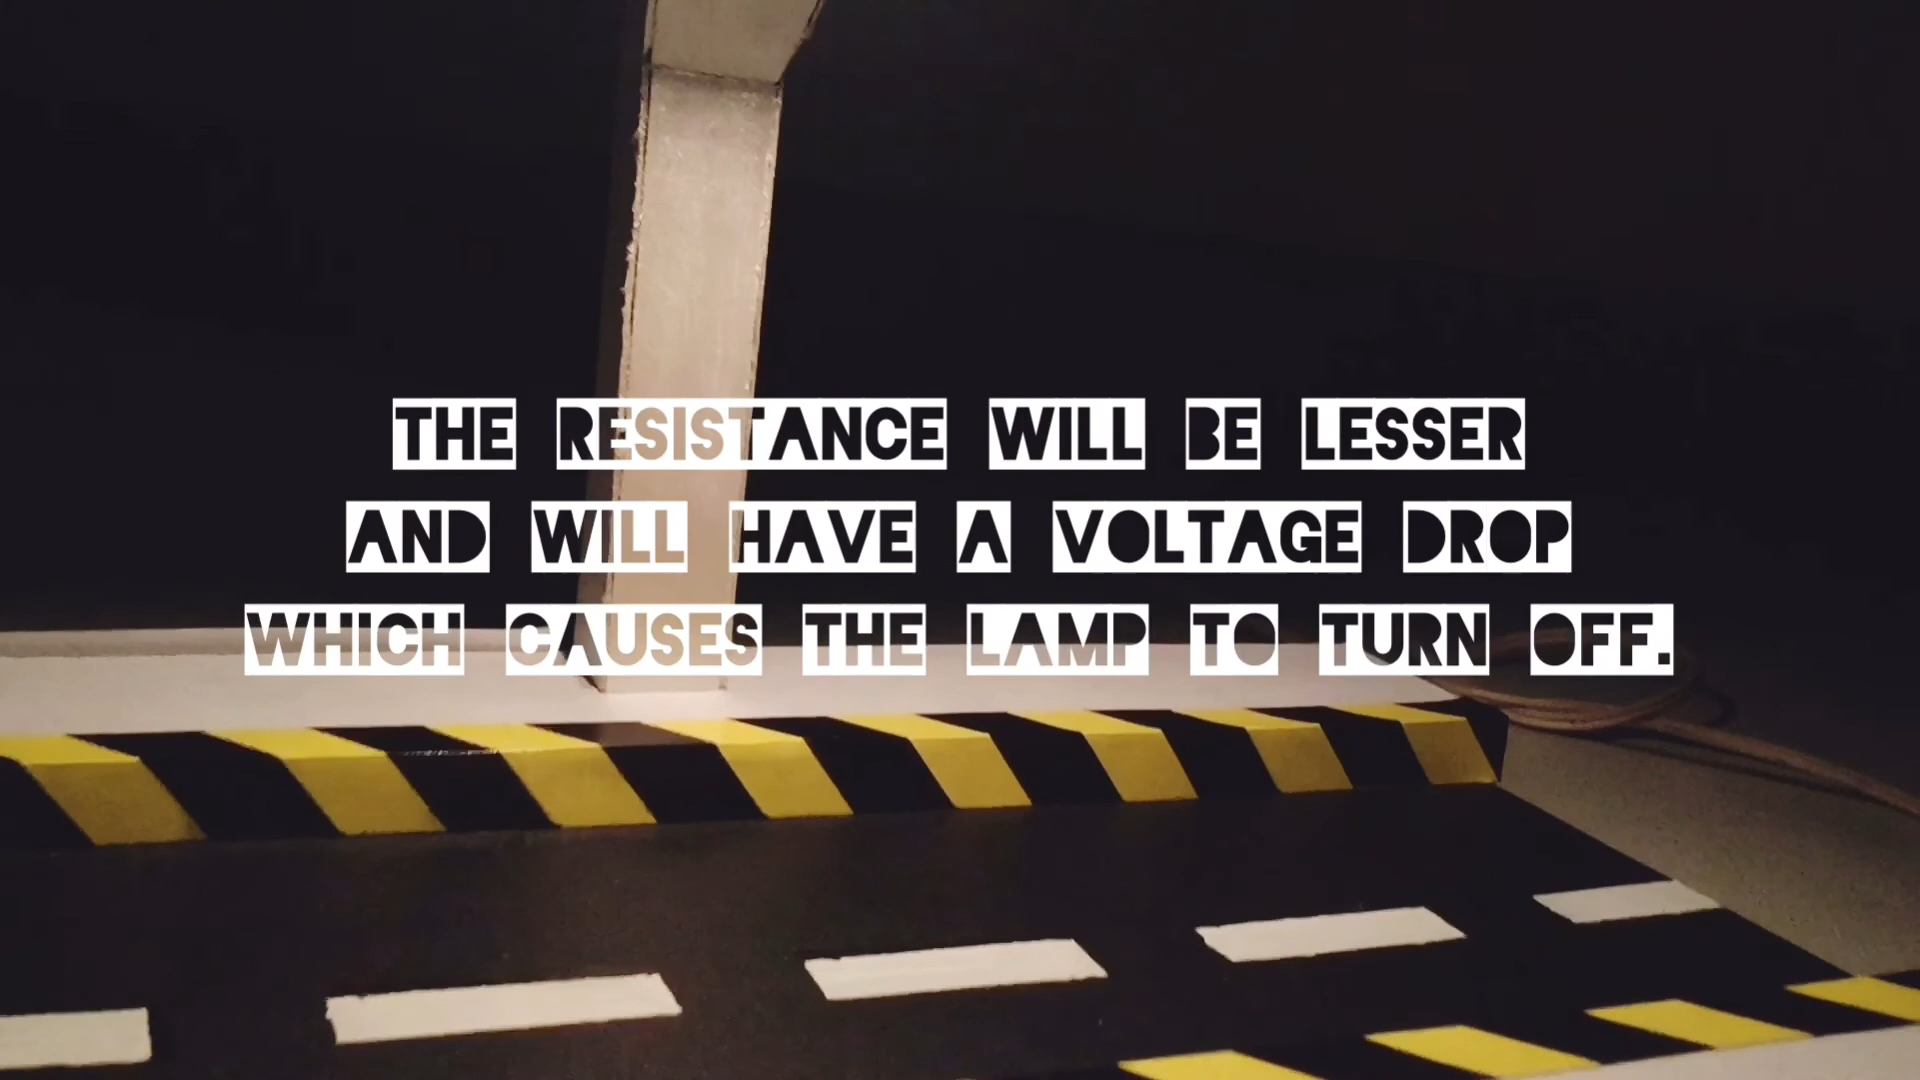 THE RESISTANCE WILL BE LESSER
AND WILL HAVE A VOLTAGE DROP
WHICH CAUSES THE LAMP TO TURN OFF.